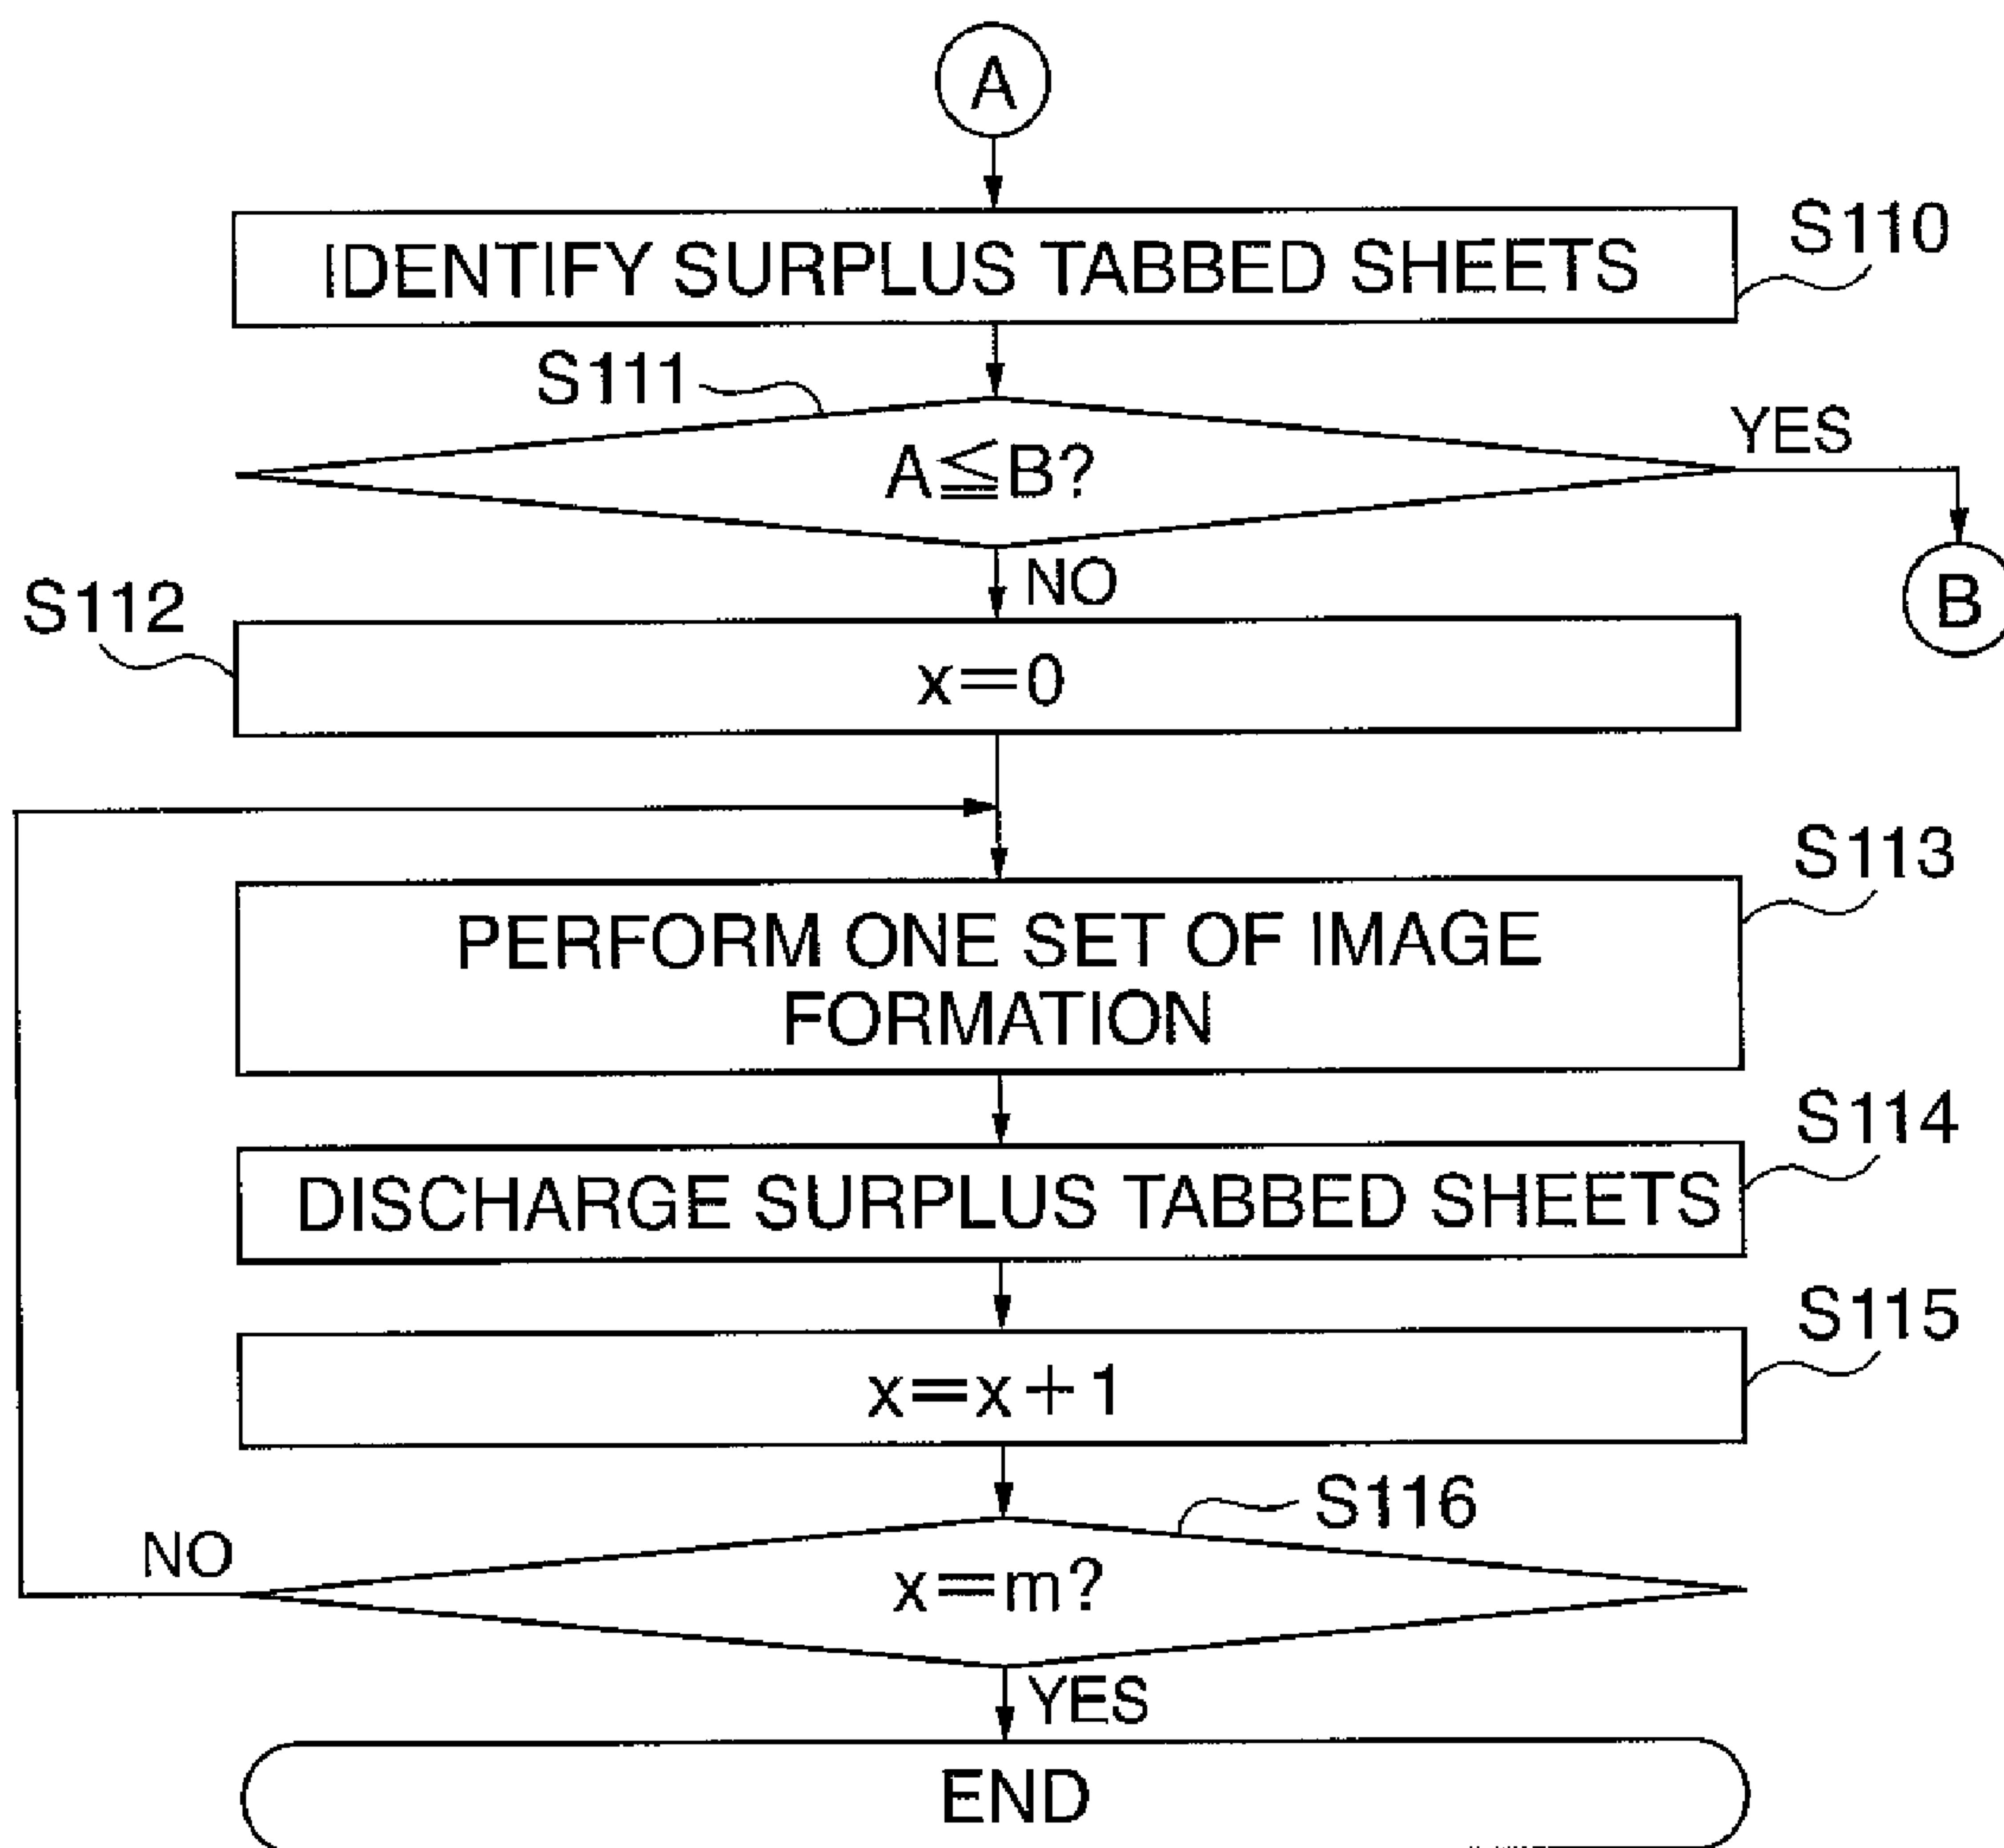 A
IDENTIFY SURPLUS TABBED SHEETS
S110
S111
A≦B?
YES
NO
B
S112
x=0
S113
PERFORM ONE SET OF IMAGE
FORMATION
S114
DISCHARGE SURPLUS TABBED SHEETS
S115
x=x+1
S116
NO
x=m?
YES
END